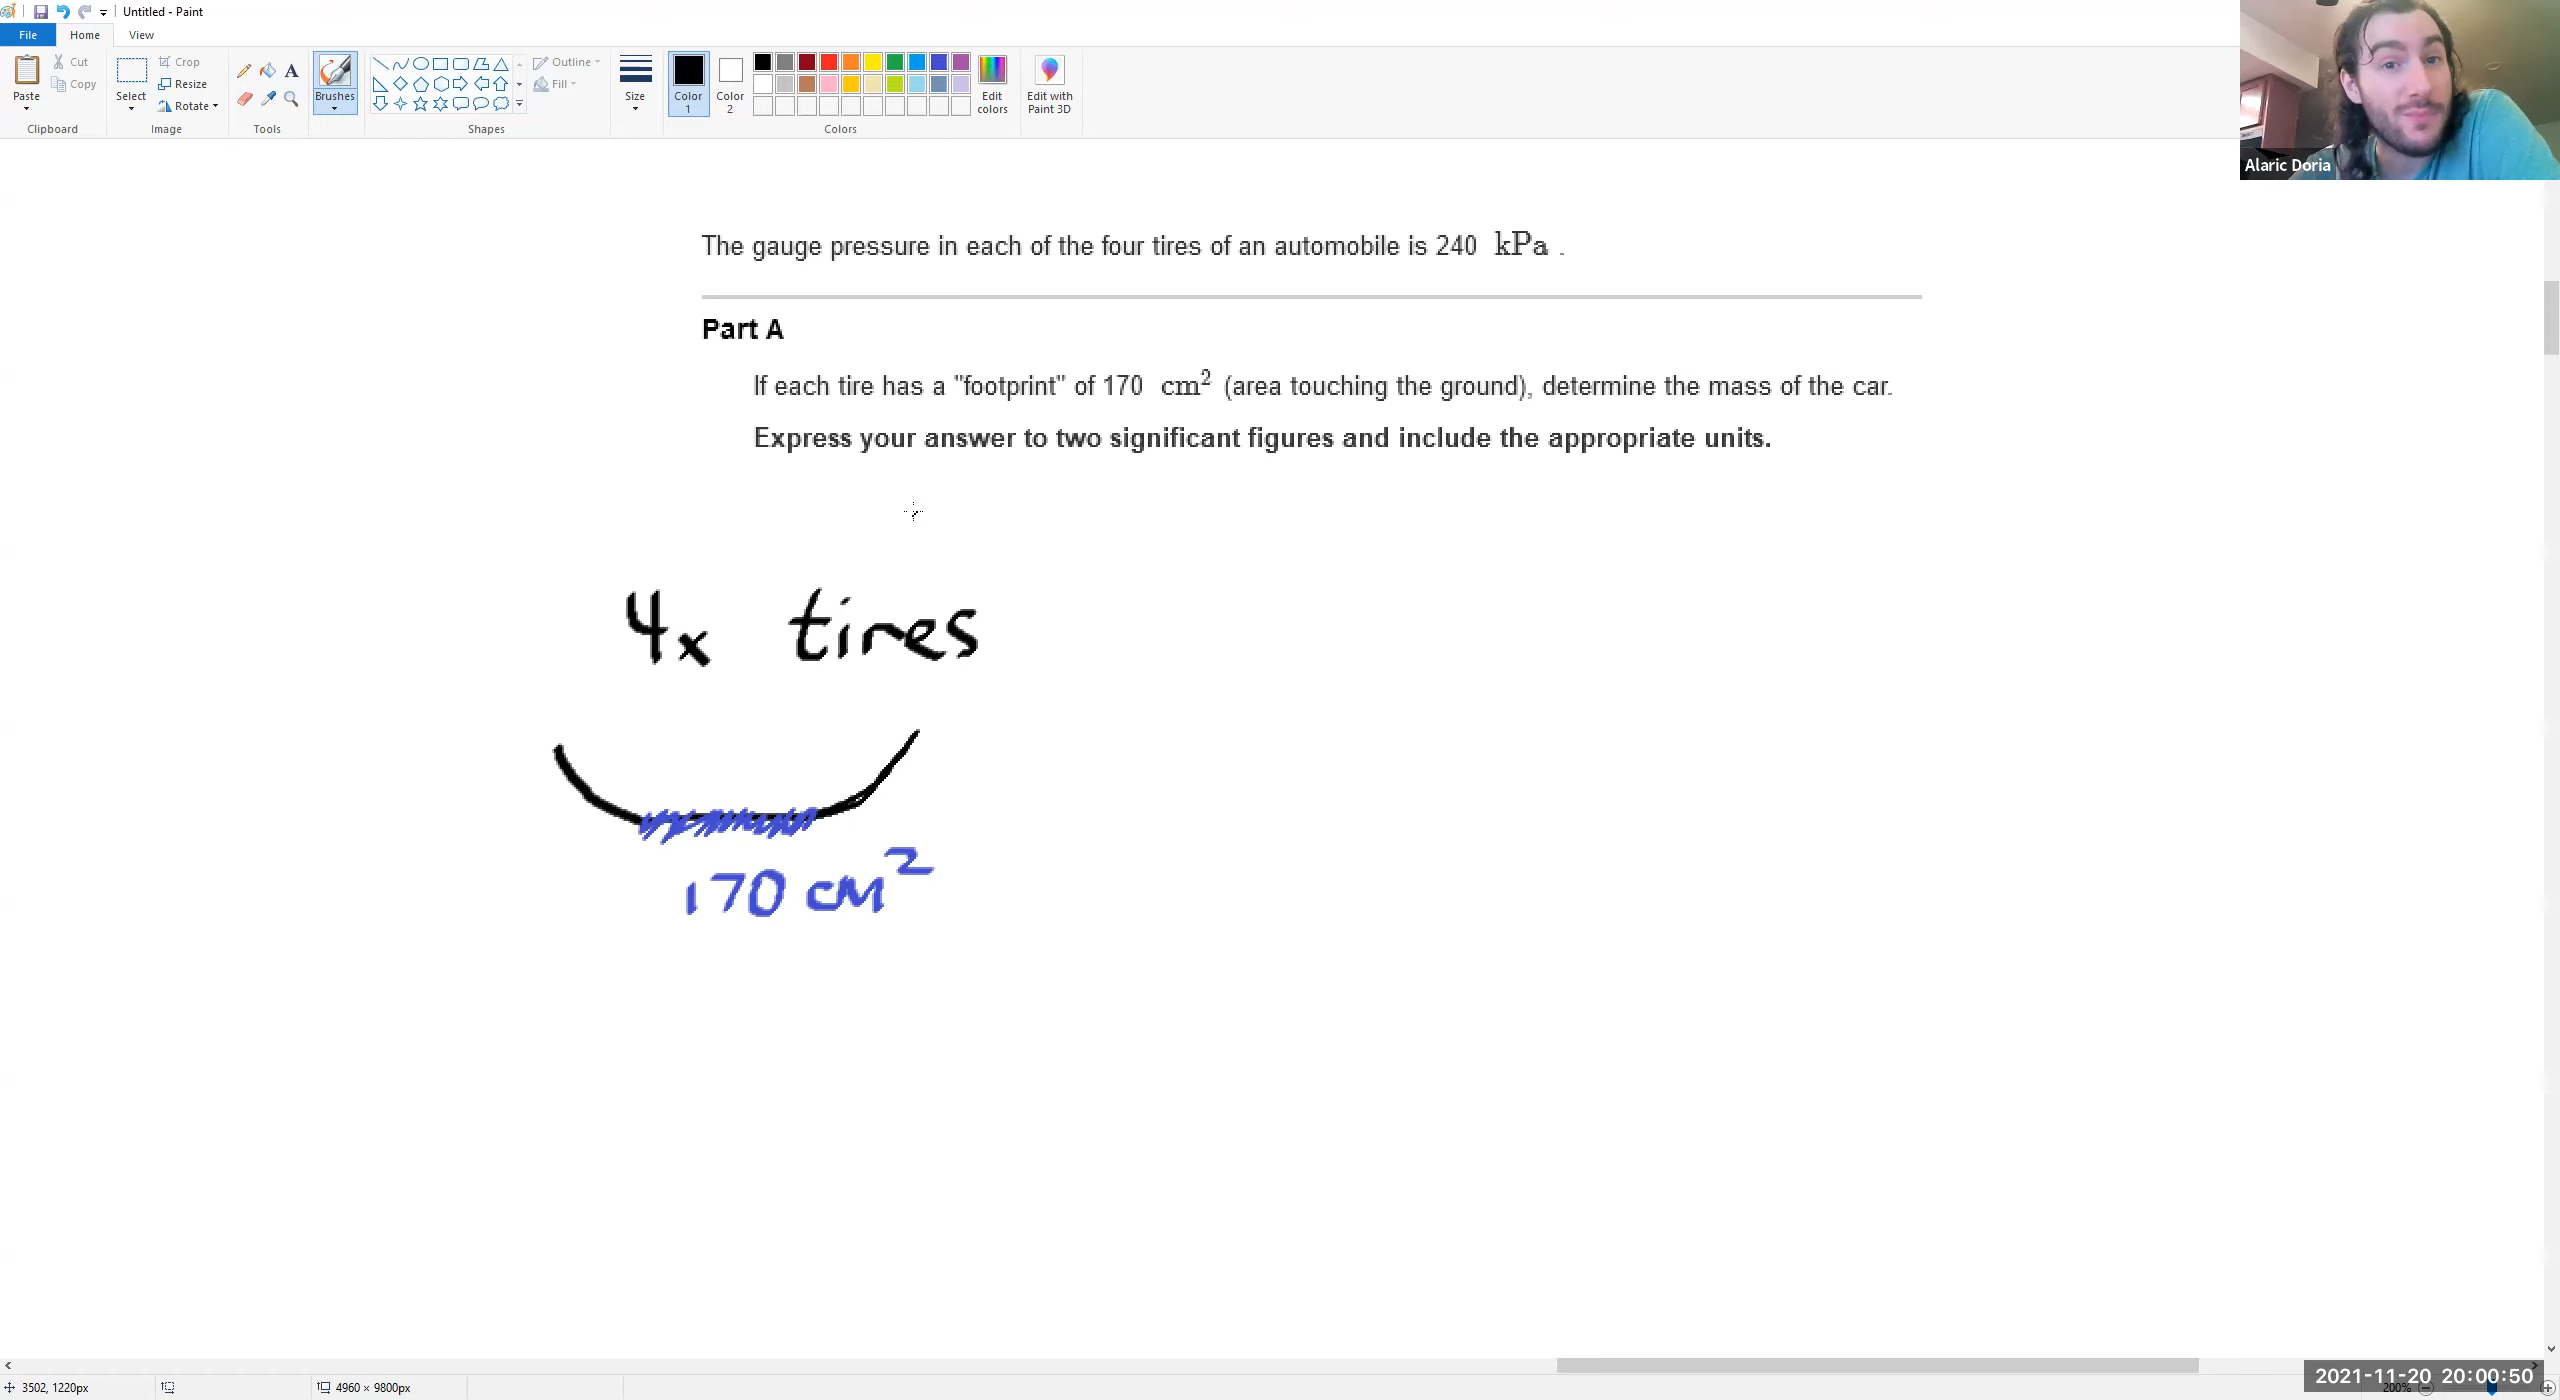 Untitled - Paint
File Home View
Paste
Cut
Copy
Clipboard
Select
Crop
Resize
Rotate
Image
A
Tools
Brushes
Outline
Fill
Shapes
Size
Color 1
Color 2
Edit colors
Edit with Paint 3D
Colors
Alaric Doria
The gauge pressure in each of the four tires of an automobile is 240 kPa .
Part A
If each tire has a "footprint" of 170 cm² (area touching the ground), determine the mass of the car.
Express your answer to two significant figures and include the appropriate units.
4x tires
170 cm²
3502, 1220px
4960 × 9800px
200%
2021-11-20 20:00:50